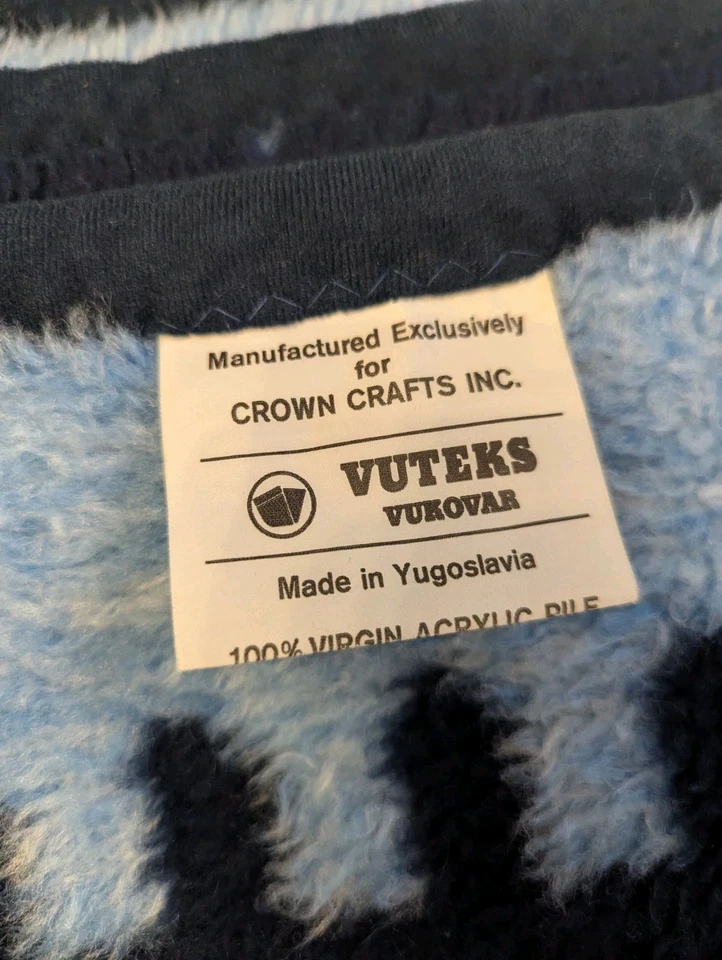 Manufactured Exclusively
for
CROWN CRAFTS INC.
VUTEKS
VUKOVAR
Made in Yugoslavia
100% VIRGIN ACRYLIC PILE